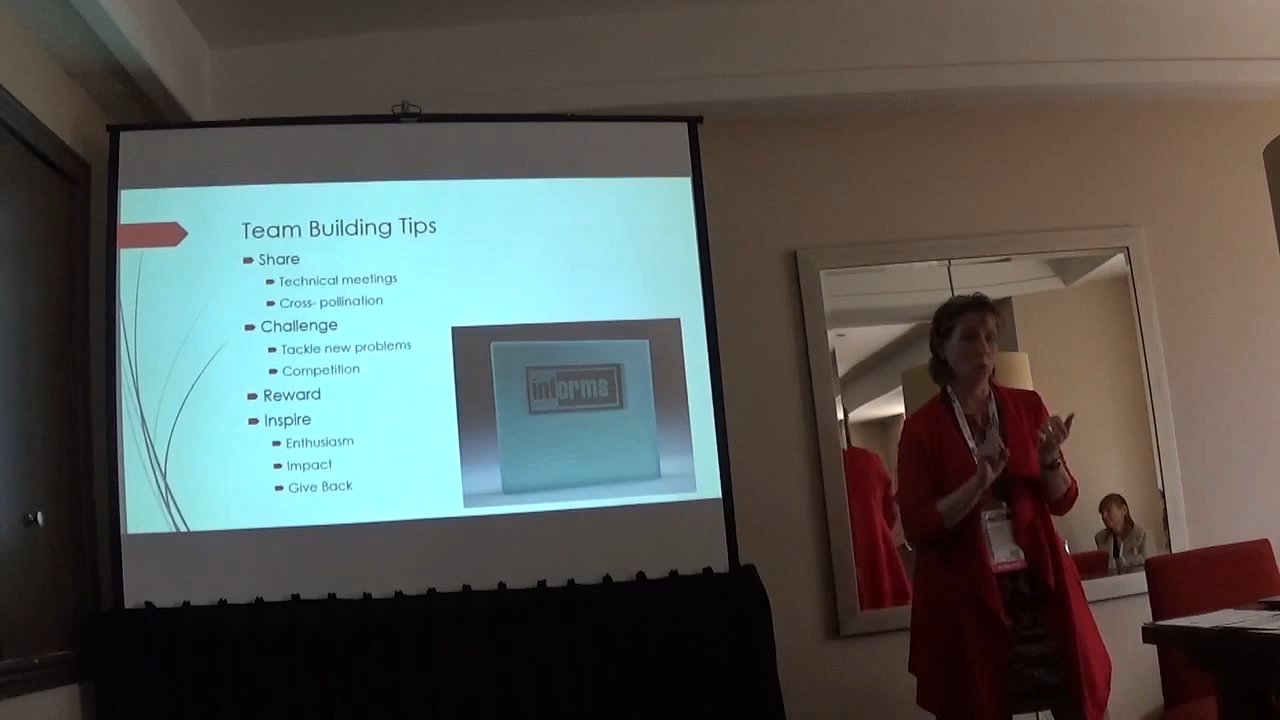 Team Building Tips
Share
Technical meetings
Cross- pollination
Challenge
Tackle new problems
Competition
Reward
Inspire
Enthusiasm
Impact
Give Back
informs